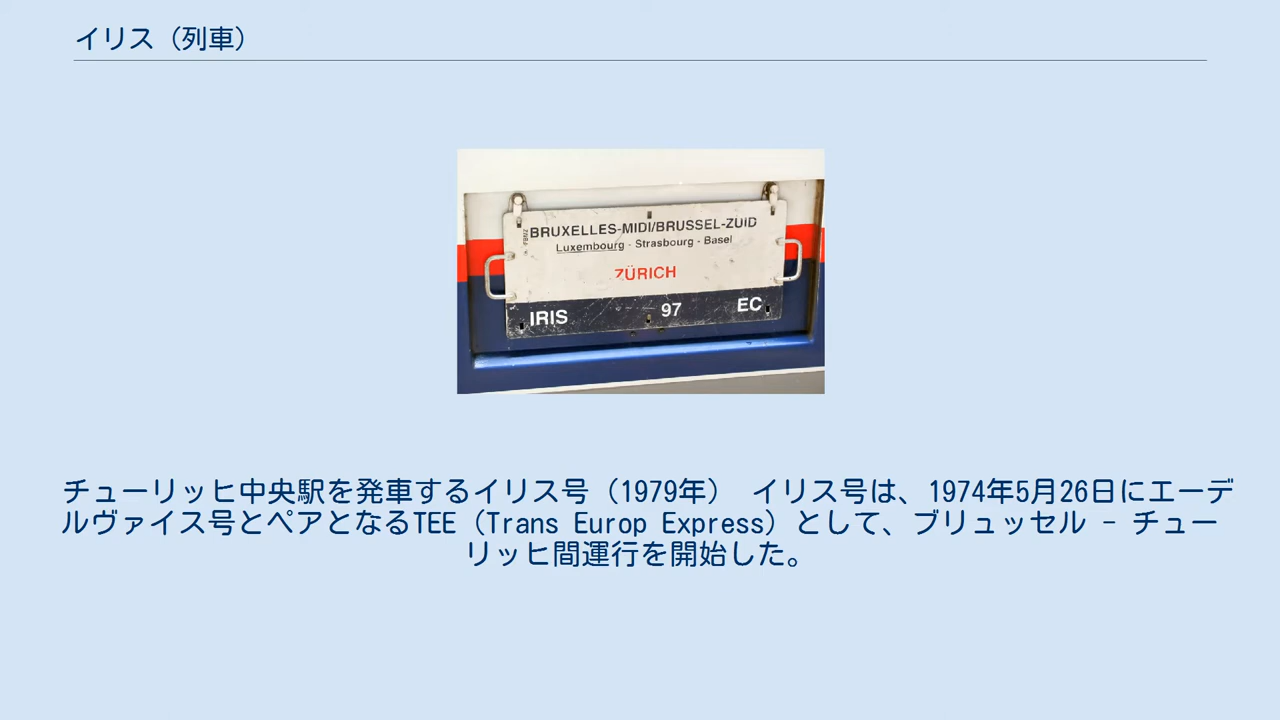 イリス（列車）
BRUXELLES-MIDI/BRUSSEL-ZUID
Luxembourg - Strasbourg - Basel
ZÜRICH
IRIS 97 EC
チューリッヒ中央駅を発車するイリス号（1979年） イリス号は、1974年5月26日にエーデ
ルヴァイス号とペアとなるTEE（Trans Europ Express）として、ブリュッセル - チュー
リッヒ間運行を開始した。